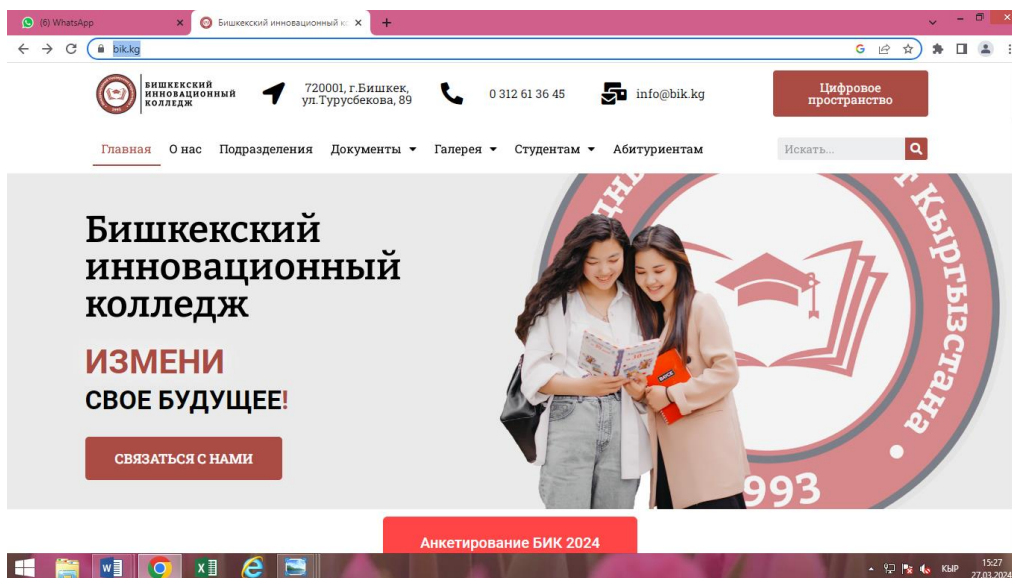 (6) WhatsApp
Бишкекский инновационный кол
bik.kg
БИШКЕКСКИЙ
ИННОВАЦИОННЫЙ
КОЛЛЕДЖ
720001, г.Бишкек,
ул.Турусбекова, 89
0 312 61 36 45
info@bik.kg
Цифровое
пространство
Главная О нас Подразделения Документы Галерея Студентам Абитуриентам
Искать...
Бишкекский
инновационный
колледж
ИЗМЕНИ
СВОЕ БУДУЩЕЕ!
СВЯЗАТЬСЯ С НАМИ
Кыргызстана
993
Анкетирование БИК 2024
КЫР
15:27
27.03.2024